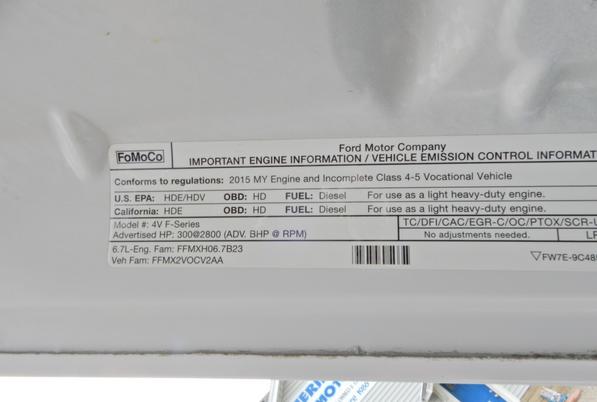 Ford Motor Company
FoMoCo IMPORTANT ENGINE INFORMATION / VEHICLE EMISSION CONTROL INFORMAT
Conforms to regulations: 2015 MY Engine and Incomplete Class 4-5 Vocational Vehicle
U.S. EPA: HDE/HDV OBD: HD FUEL: Diesel For use as a light heavy-duty engine.
California: HDE OBD: HD FUEL: Diesel For use as a light heavy-duty engine.
Model #: 4V F-Series TC/DFI/CAC/EGR-C/OC/PTOX/SCR-U
Advertised HP: 300@2800 (ADV. BHP @ RPM) No adjustments needed.
6.7L-Eng. Fam: FFMXH06.7B23
Veh Fam: FFMX2VOCV2AA FW7E-9C48